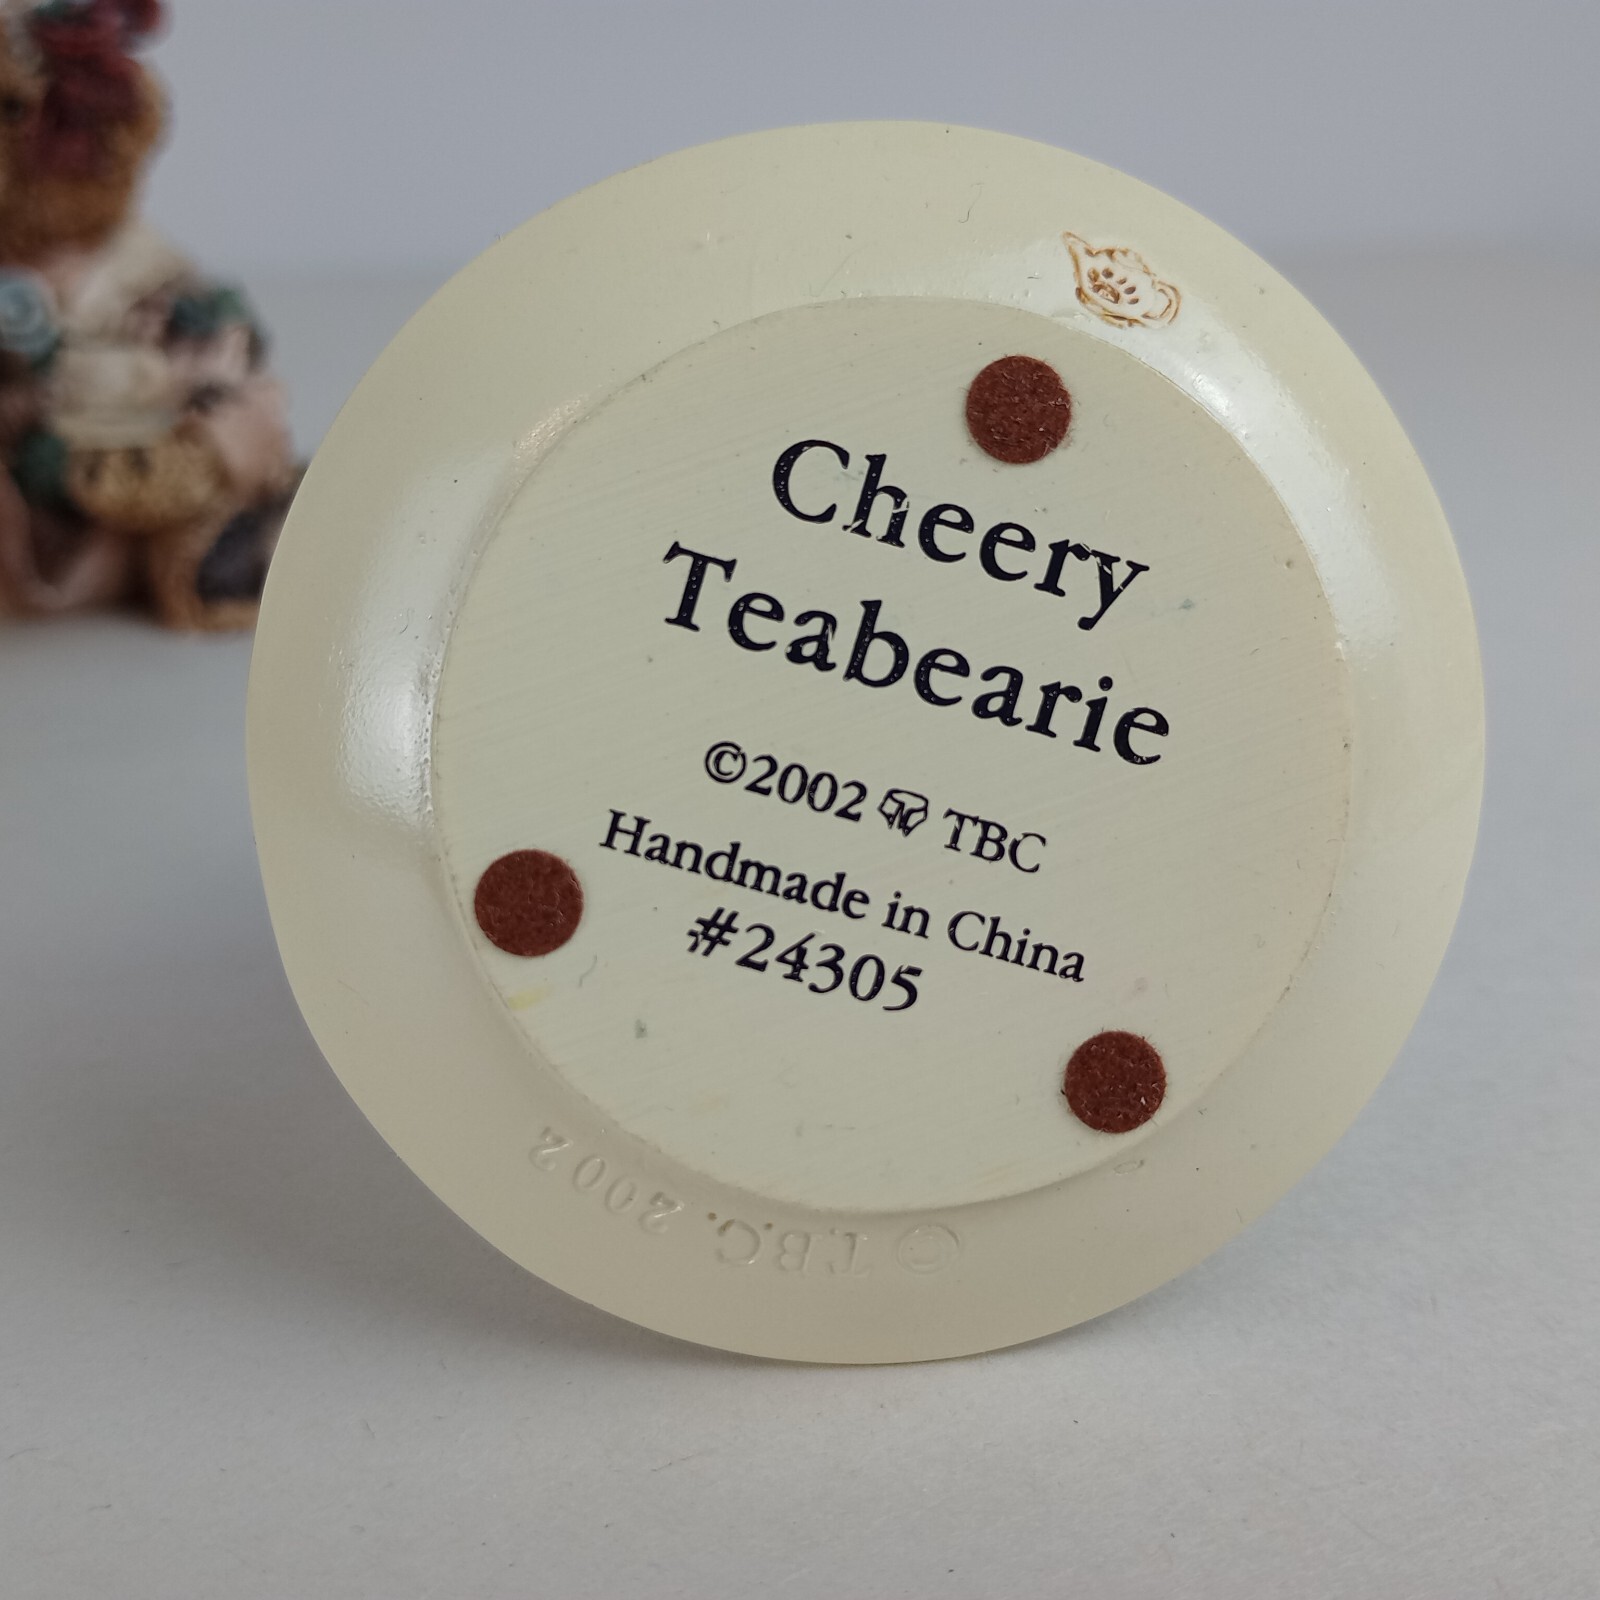 Cheery
Teabearie
©2002 TBC
Handmade in China
#24305
© T.B.C. 2002